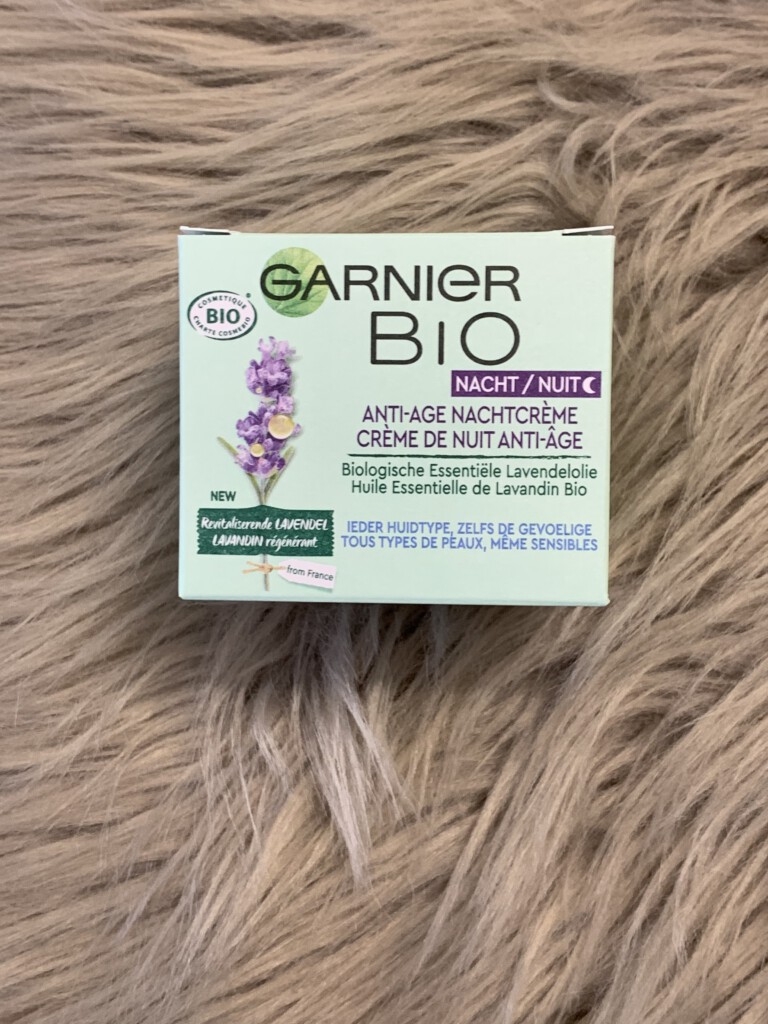 GARNIER
BIO
COSMETIQUE
BIO
CHARTE COSMEBIO
NACHT / NUIT
ANTI-AGE NACHTCRÈME
CRÈME DE NUIT ANTI-ÂGE
Biologische Essentiële Lavendelolie
Huile Essentielle de Lavandin Bio
NEW
Revitaliserende LAVENDEL
LAVANDIN régénérant
from France
IEDER HUIDTYPE, ZELFS DE GEVOELIGE
TOUS TYPES DE PEAUX, MÊME SENSIBLES